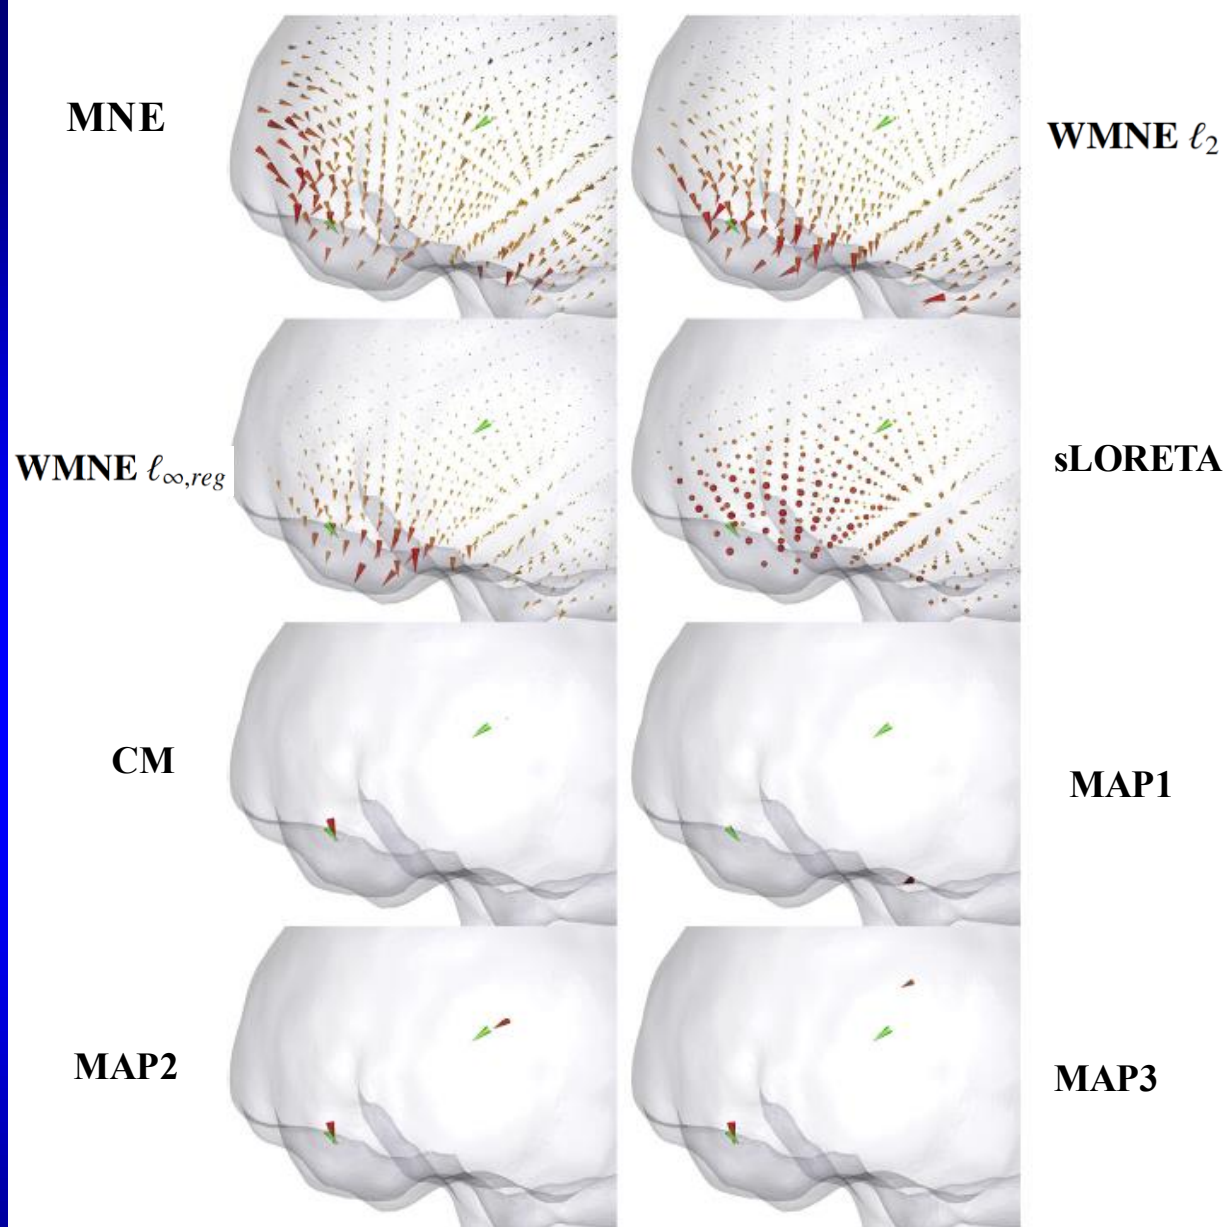 MNE
WMNE ℓ₂
WMNE ℓ∞,reg
sLORETA
CM
MAP1
MAP2
MAP3